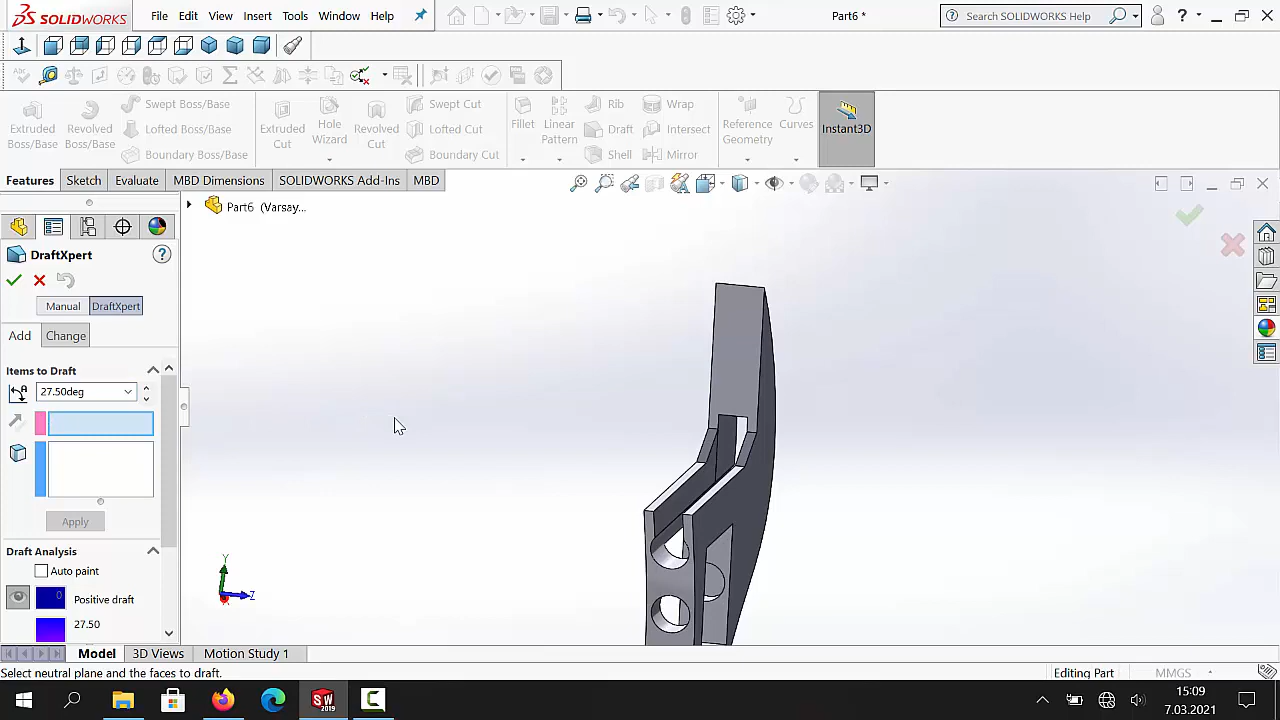 SOLIDWORKS File Edit View Insert Tools Window Help Part6 * Search SOLIDWORKS Help ?
Extruded Boss/Base
Revolved Boss/Base
Swept Boss/Base
Lofted Boss/Base
Boundary Boss/Base
Extruded Cut
Hole Wizard
Revolved Cut
Swept Cut
Lofted Cut
Boundary Cut
Fillet
Linear Pattern
Rib
Draft
Shell
Wrap
Intersect
Mirror
Reference Geometry
Curves
Instant3D
Features Sketch Evaluate MBD Dimensions SOLIDWORKS Add-Ins MBD
Part6 (Varsay...
DraftXpert ?
Manual DraftXpert
Add Change
Items to Draft
27.50deg
Apply
Draft Analysis
Auto paint
0 Positive draft
27.50
Y
Z
Model 3D Views Motion Study 1
Select neutral plane and the faces to draft. Editing Part MMGS
SW 2019
15:09
7.03.2021